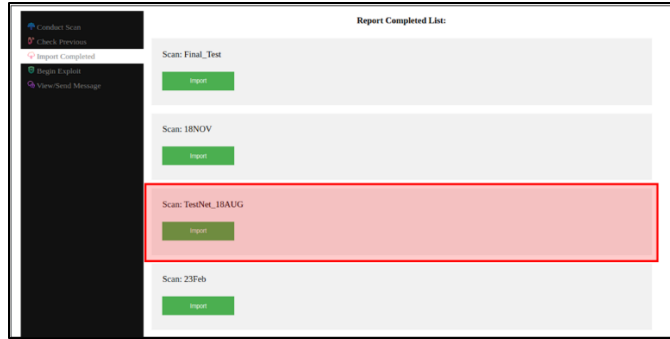 Conduct Scan
Check Previous
Import Completed
Begin Exploit
View/Send Message
Report Completed List:
Scan: Final_Test
Import
Scan: 18NOV
Import
Scan: TestNet_18AUG
Import
Scan: 23Feb
Import